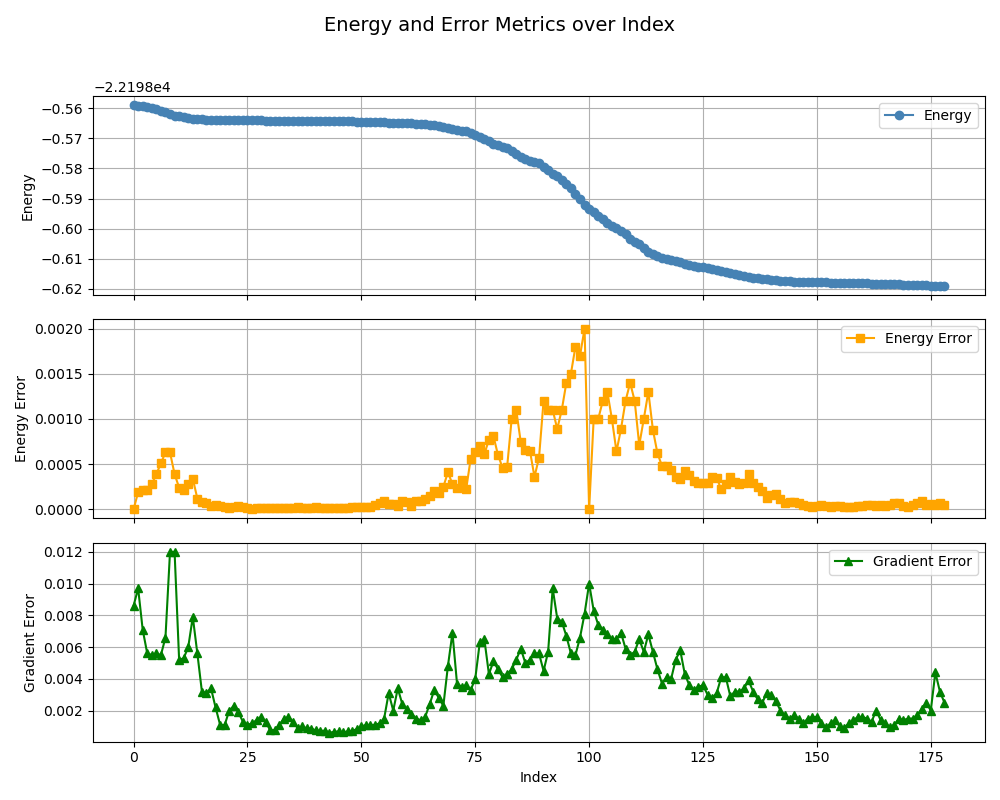 Energy and Error Metrics over Index
−2.2198e4
−0.56
−0.57
−0.58
−0.59
−0.60
−0.61
−0.62
Energy
Energy
0.0020
0.0015
0.0010
0.0005
0.0000
Energy Error
Energy Error
0.012
0.010
0.008
0.006
0.004
0.002
Gradient Error
Gradient Error
0 25 50 75 100 125 150 175
Index